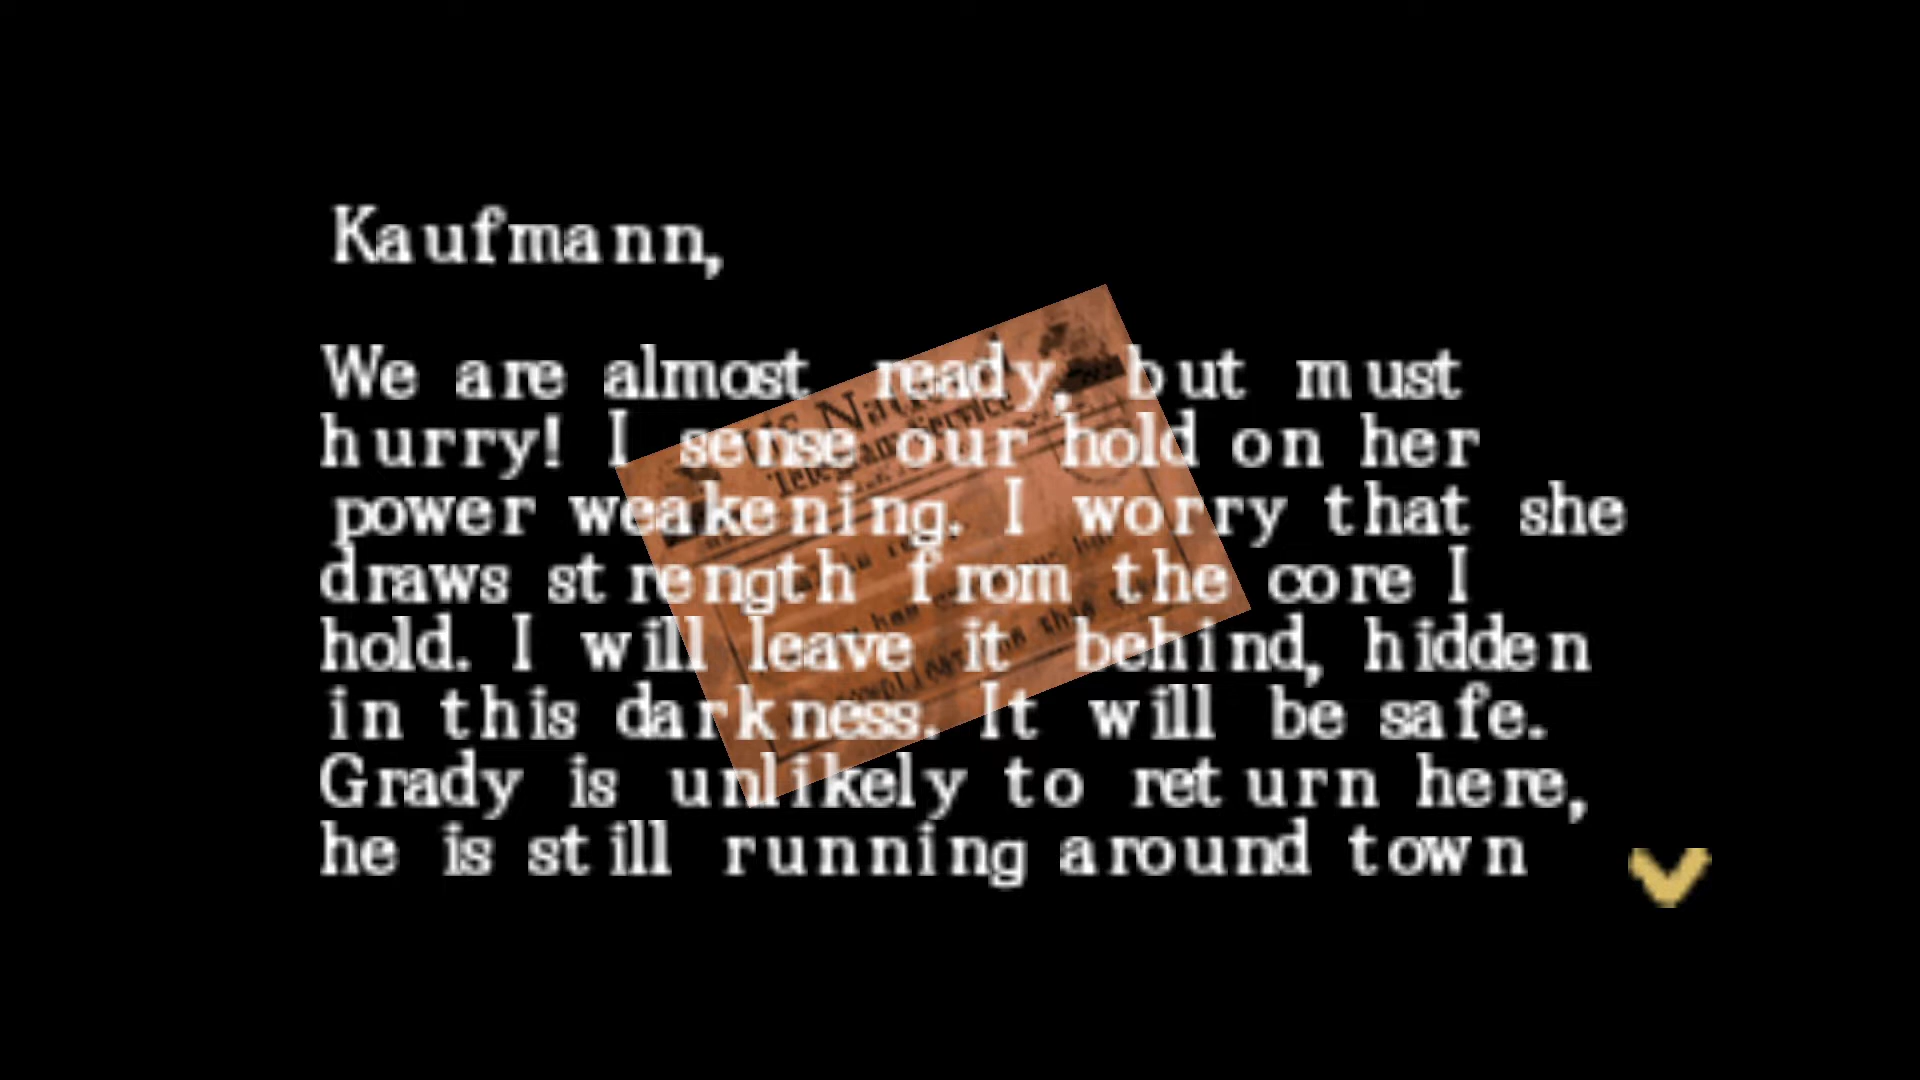 Kaufmann,
We are almost ready, but must
hurry! I sense our hold on her
power weakening. I worry that she
draws strength from the core I
hold. I will leave it behind, hidden
in this darkness. It will be safe.
Grady is unlikely to return here,
he is still running around town